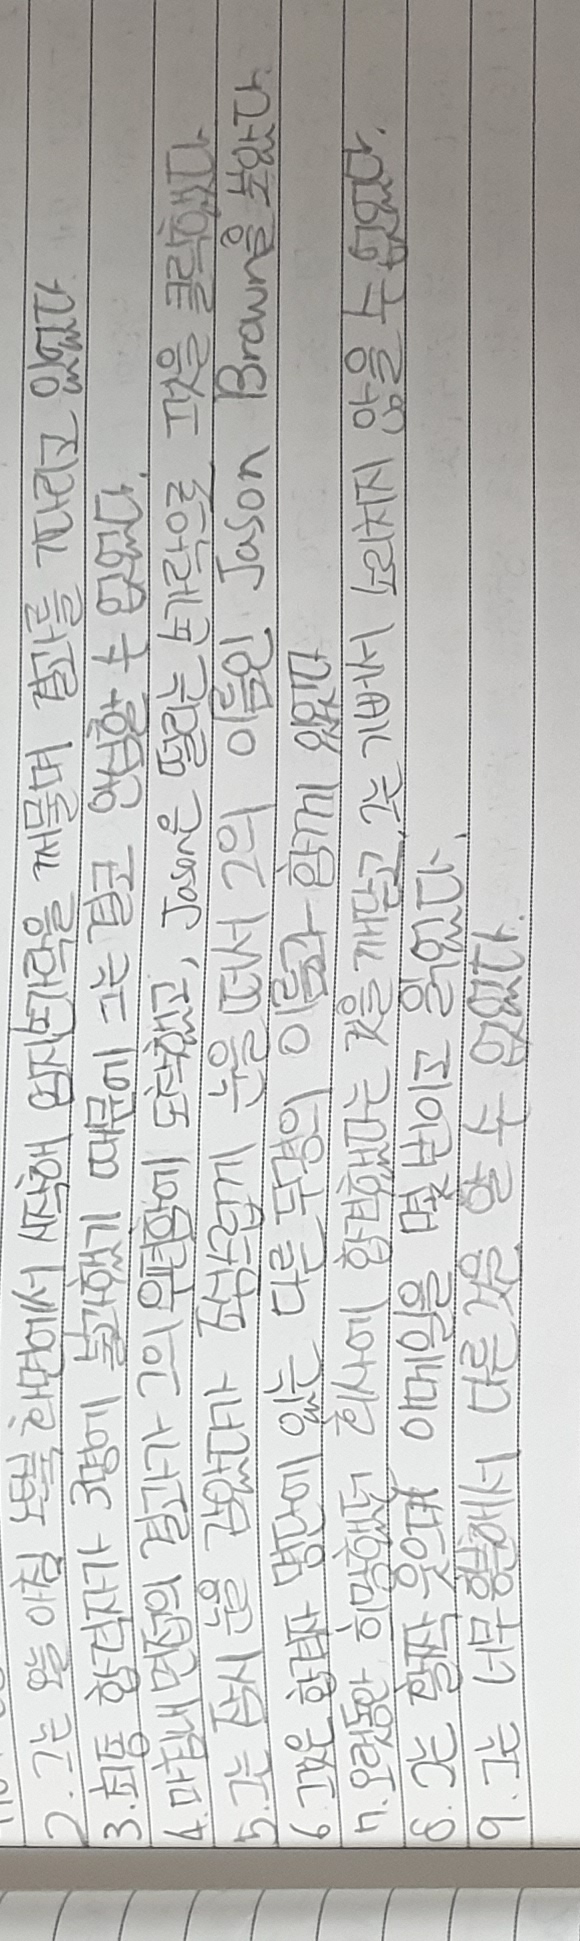 2. 그는 오늘 아침 노트북 화면에서 시작해 엄지손가락을 깨물며 결과를 기다리고 있었다
3. 최종 합격자가 3명에 불과했기 때문에 그는 결코 안심할 수 없었다.
4. 마침내 면접의 결과가 그의 우편함에 도착했고, Jason은 떨리는 손가락으로 그것을 클릭했다
5. 그는 잠시 눈을 감았다가 조심스럽게 눈을 떠서 그의 이름인 Jason Brown을 보았다.
6. 그것은 합격자 명단에 있는 다른 두명의 이름과 함께 있었다
7. 오랫동안 희망했던 회사에 합격했다는 것을 깨닫고, 그는 기뻐서 소리치지 않을 수 없었다.
8. 그는 활짝 웃으며 이메일을 몇 번이고 읽었다.
9. 그는 너무 흥분해서 다른 것을 할 수 없었다.